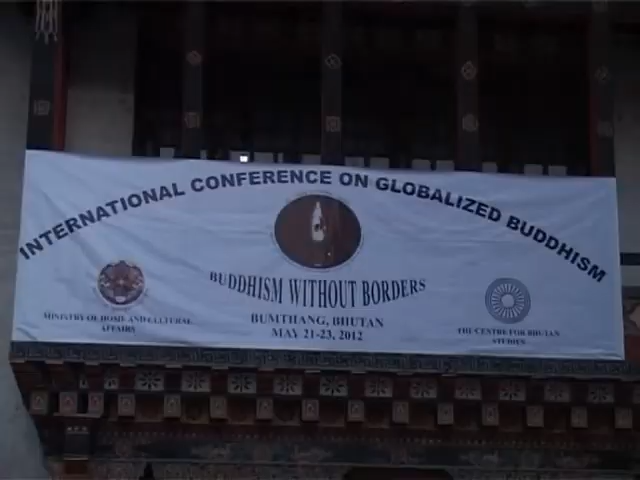 INTERNATIONAL CONFERENCE ON GLOBALIZED BUDDHISM
BUDDHISM WITHOUT BORDERS
BUMTHANG, BHUTAN
MAY 21-23, 2012
MINISTRY OF HOME AND CULTURAL
AFFAIRS
THE CENTRE FOR BHUTAN
STUDIES